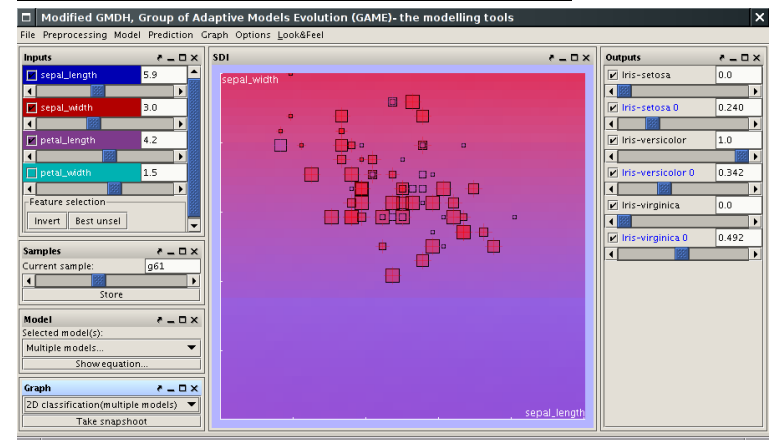 Modified GMDH, Group of Adaptive Models Evolution (GAME)- the modelling tools
File Preprocessing Model Prediction Graph Options Look&Feel
Inputs
sepal_length 5.9
sepal_width 3.0
petal_length 4.2
petal_width 1.5
Feature selection
Invert Best unsel
Samples
Current sample: g61
Store
Model
Selected model(s):
Multiple models...
Show equation...
Graph
2D classification(multiple models)
Take snapshoot
SDI
sepal_width
sepal_length
Outputs
Iris-setosa 0.0
Iris-setosa 0 0.240
Iris-versicolor 1.0
Iris-versicolor 0 0.342
Iris-virginica 0.0
Iris-virginica 0 0.492